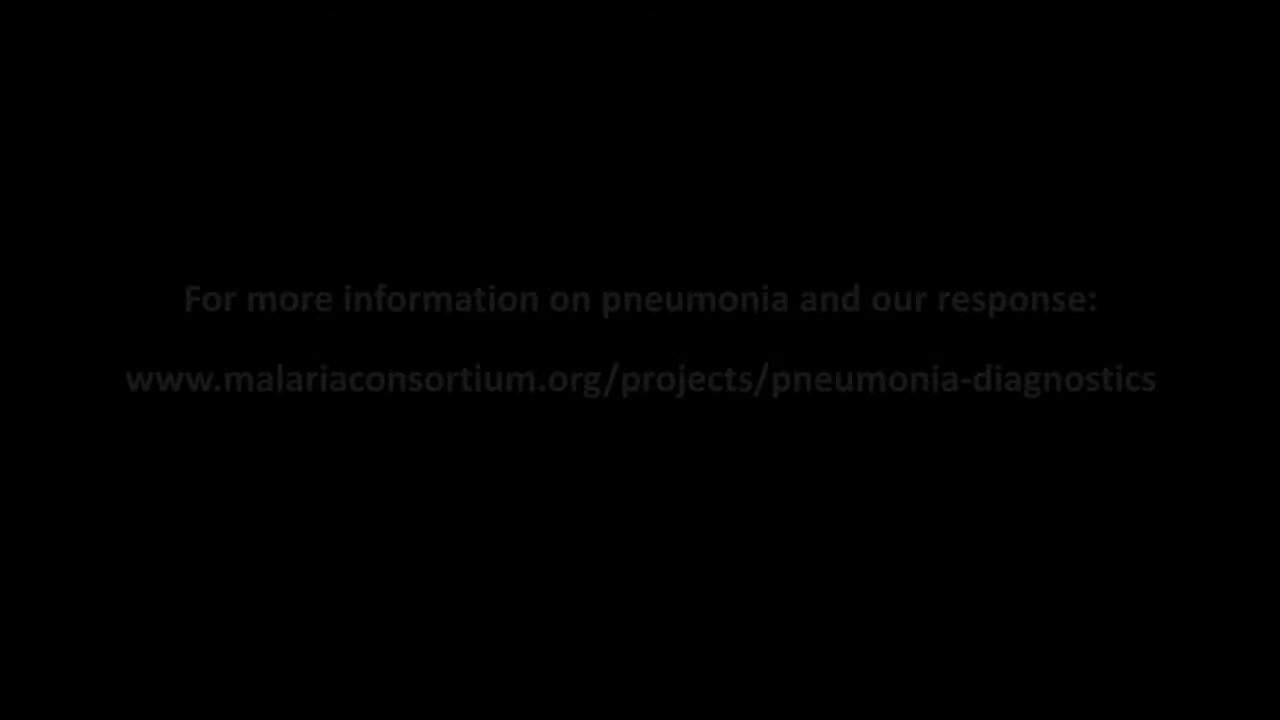 For more information on pneumonia and our response:
www.malariaconsortium.org/projects/pneumonia-diagnostics